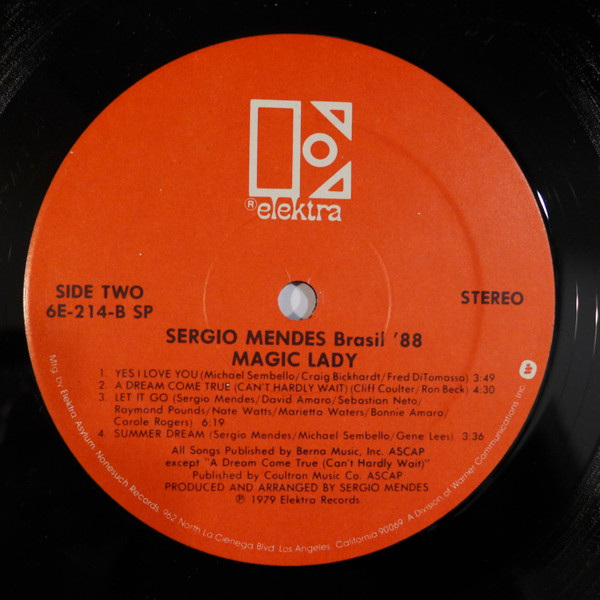 ® elektra
SIDE TWO
6E-214-B SP
STEREO
SERGIO MENDES Brasil '88
MAGIC LADY
1. YES I LOVE YOU (Michael Sembello/Craig Bickhardt/Fred DiTomasso) 3:49
2. A DREAM COME TRUE (CAN'T HARDLY WAIT) (Cliff Coulter/Ron Beck) 4:30
3. LET IT GO (Sergio Mendes/David Amaro/Sebastian Neto/
Raymond Pounds/Nate Watts/Marietta Waters/Bonnie Amaro/
Carole Rogers) 6:19
4. SUMMER DREAM (Sergio Mendes/Michael Sembello/Gene Lees) 3:36
All Songs Published by Berna Music, Inc. ASCAP
except "A Dream Come True (Can't Hardly Wait)"
Published by Coultron Music Co. ASCAP
PRODUCED AND ARRANGED BY SERGIO MENDES
℗ 1979 Elektra Records
Mfg. by Elektra Asylum Nonesuch Records 962 North La Cienega Blvd. Los Angeles, California 90069 A Division of Warner Communications Inc.